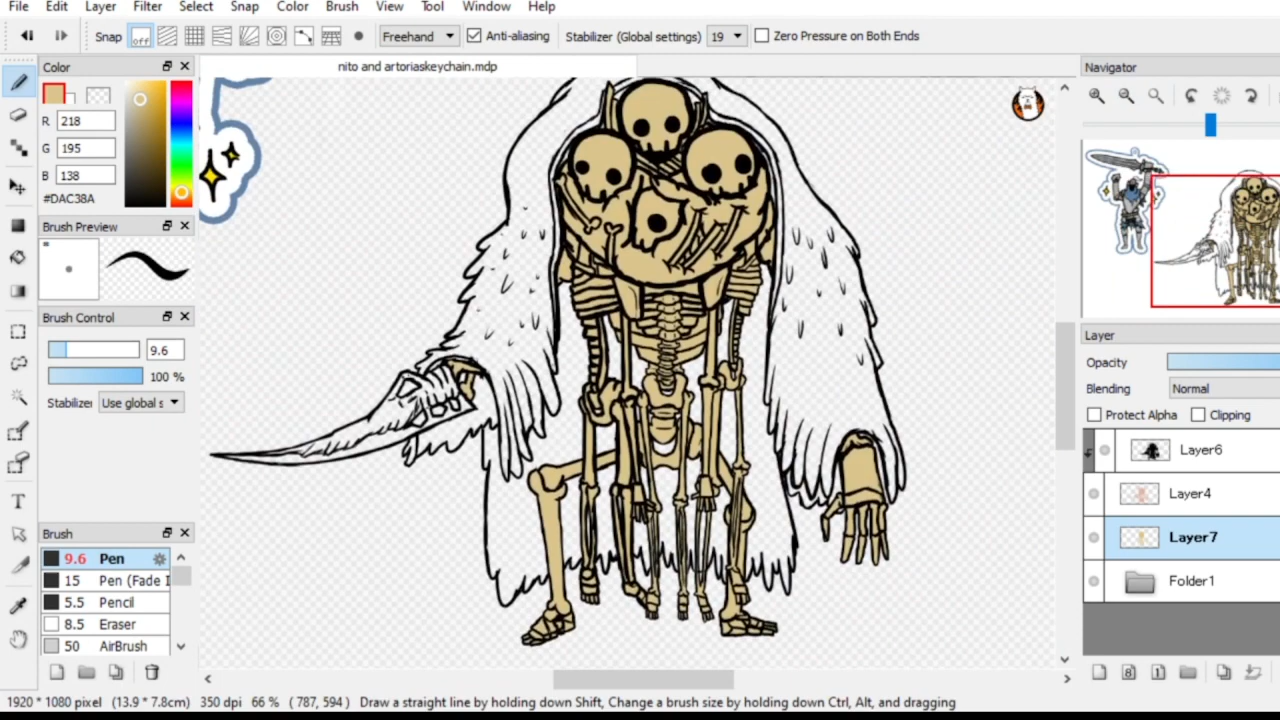 File Edit Layer Filter Select Snap Color Brush View Tool Window Help
Snap off Freehand Anti-aliasing Stabilizer (Global settings) 19 Zero Pressure on Both Ends
Color
nito and artoriaskeychain.mdp
Navigator
R 218
G 195
B 138
#DAC38A
Brush Preview
Brush Control
9.6
100 %
Stabilizer Use global s
Layer
Opacity
Blending Normal
Protect Alpha Clipping
Layer6
Layer4
Layer7
Folder1
Brush
9.6 Pen
15 Pen (Fade I
5.5 Pencil
8.5 Eraser
50 AirBrush
1920 * 1080 pixel (13.9 * 7.8cm) 350 dpi 66 % ( 787, 594 ) Draw a straight line by holding down Shift, Change a brush size by holding down Ctrl, Alt, and dragging